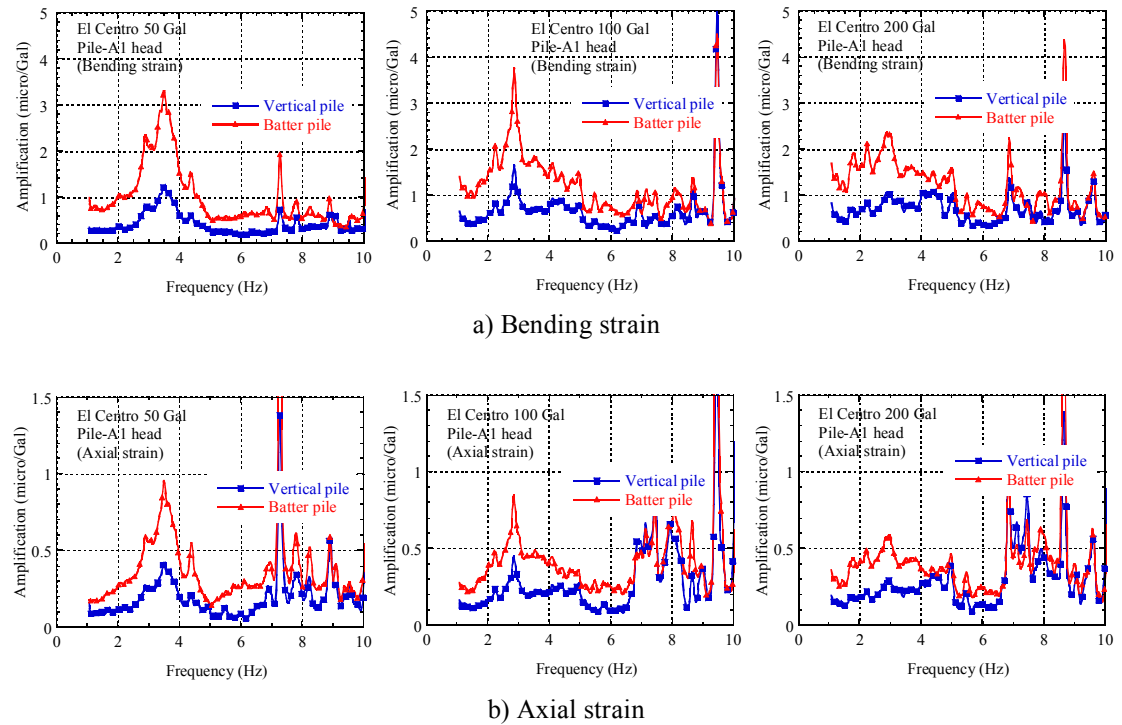 El Centro 50 Gal
Pile-A1 head
(Bending strain)
Vertical pile
Batter pile
Amplification (micro/Gal)
0 1 2 3 4 5
0 2 4 6 8 10
Frequency (Hz)
El Centro 100 Gal
Pile-A1 head
(Bending strain)
Vertical pile
Batter pile
Amplification (micro/Gal)
0 1 2 3 4 5
0 2 4 6 8 10
Frequency (Hz)
El Centro 200 Gal
Pile-A1 head
(Bending strain)
Vertical pile
Batter pile
Amplification (micro/Gal)
0 1 2 3 4 5
0 2 4 6 8 10
Frequency (Hz)
a) Bending strain
El Centro 50 Gal
Pile-A1 head
(Axial strain)
Vertical pile
Batter pile
Amplification (micro/Gal)
0 0.5 1 1.5
0 2 4 6 8 10
Frequency (Hz)
El Centro 100 Gal
Pile-A1 head
(Axial strain)
Vertical pile
Batter pile
Amplification (micro/Gal)
0 0.5 1 1.5
0 2 4 6 8 10
Frequency (Hz)
El Centro 200 Gal
Pile-A1 head
(Axial strain)
Vertical pile
Batter pile
Amplification (micro/Gal)
0 0.5 1 1.5
0 2 4 6 8 10
Frequency (Hz)
b) Axial strain